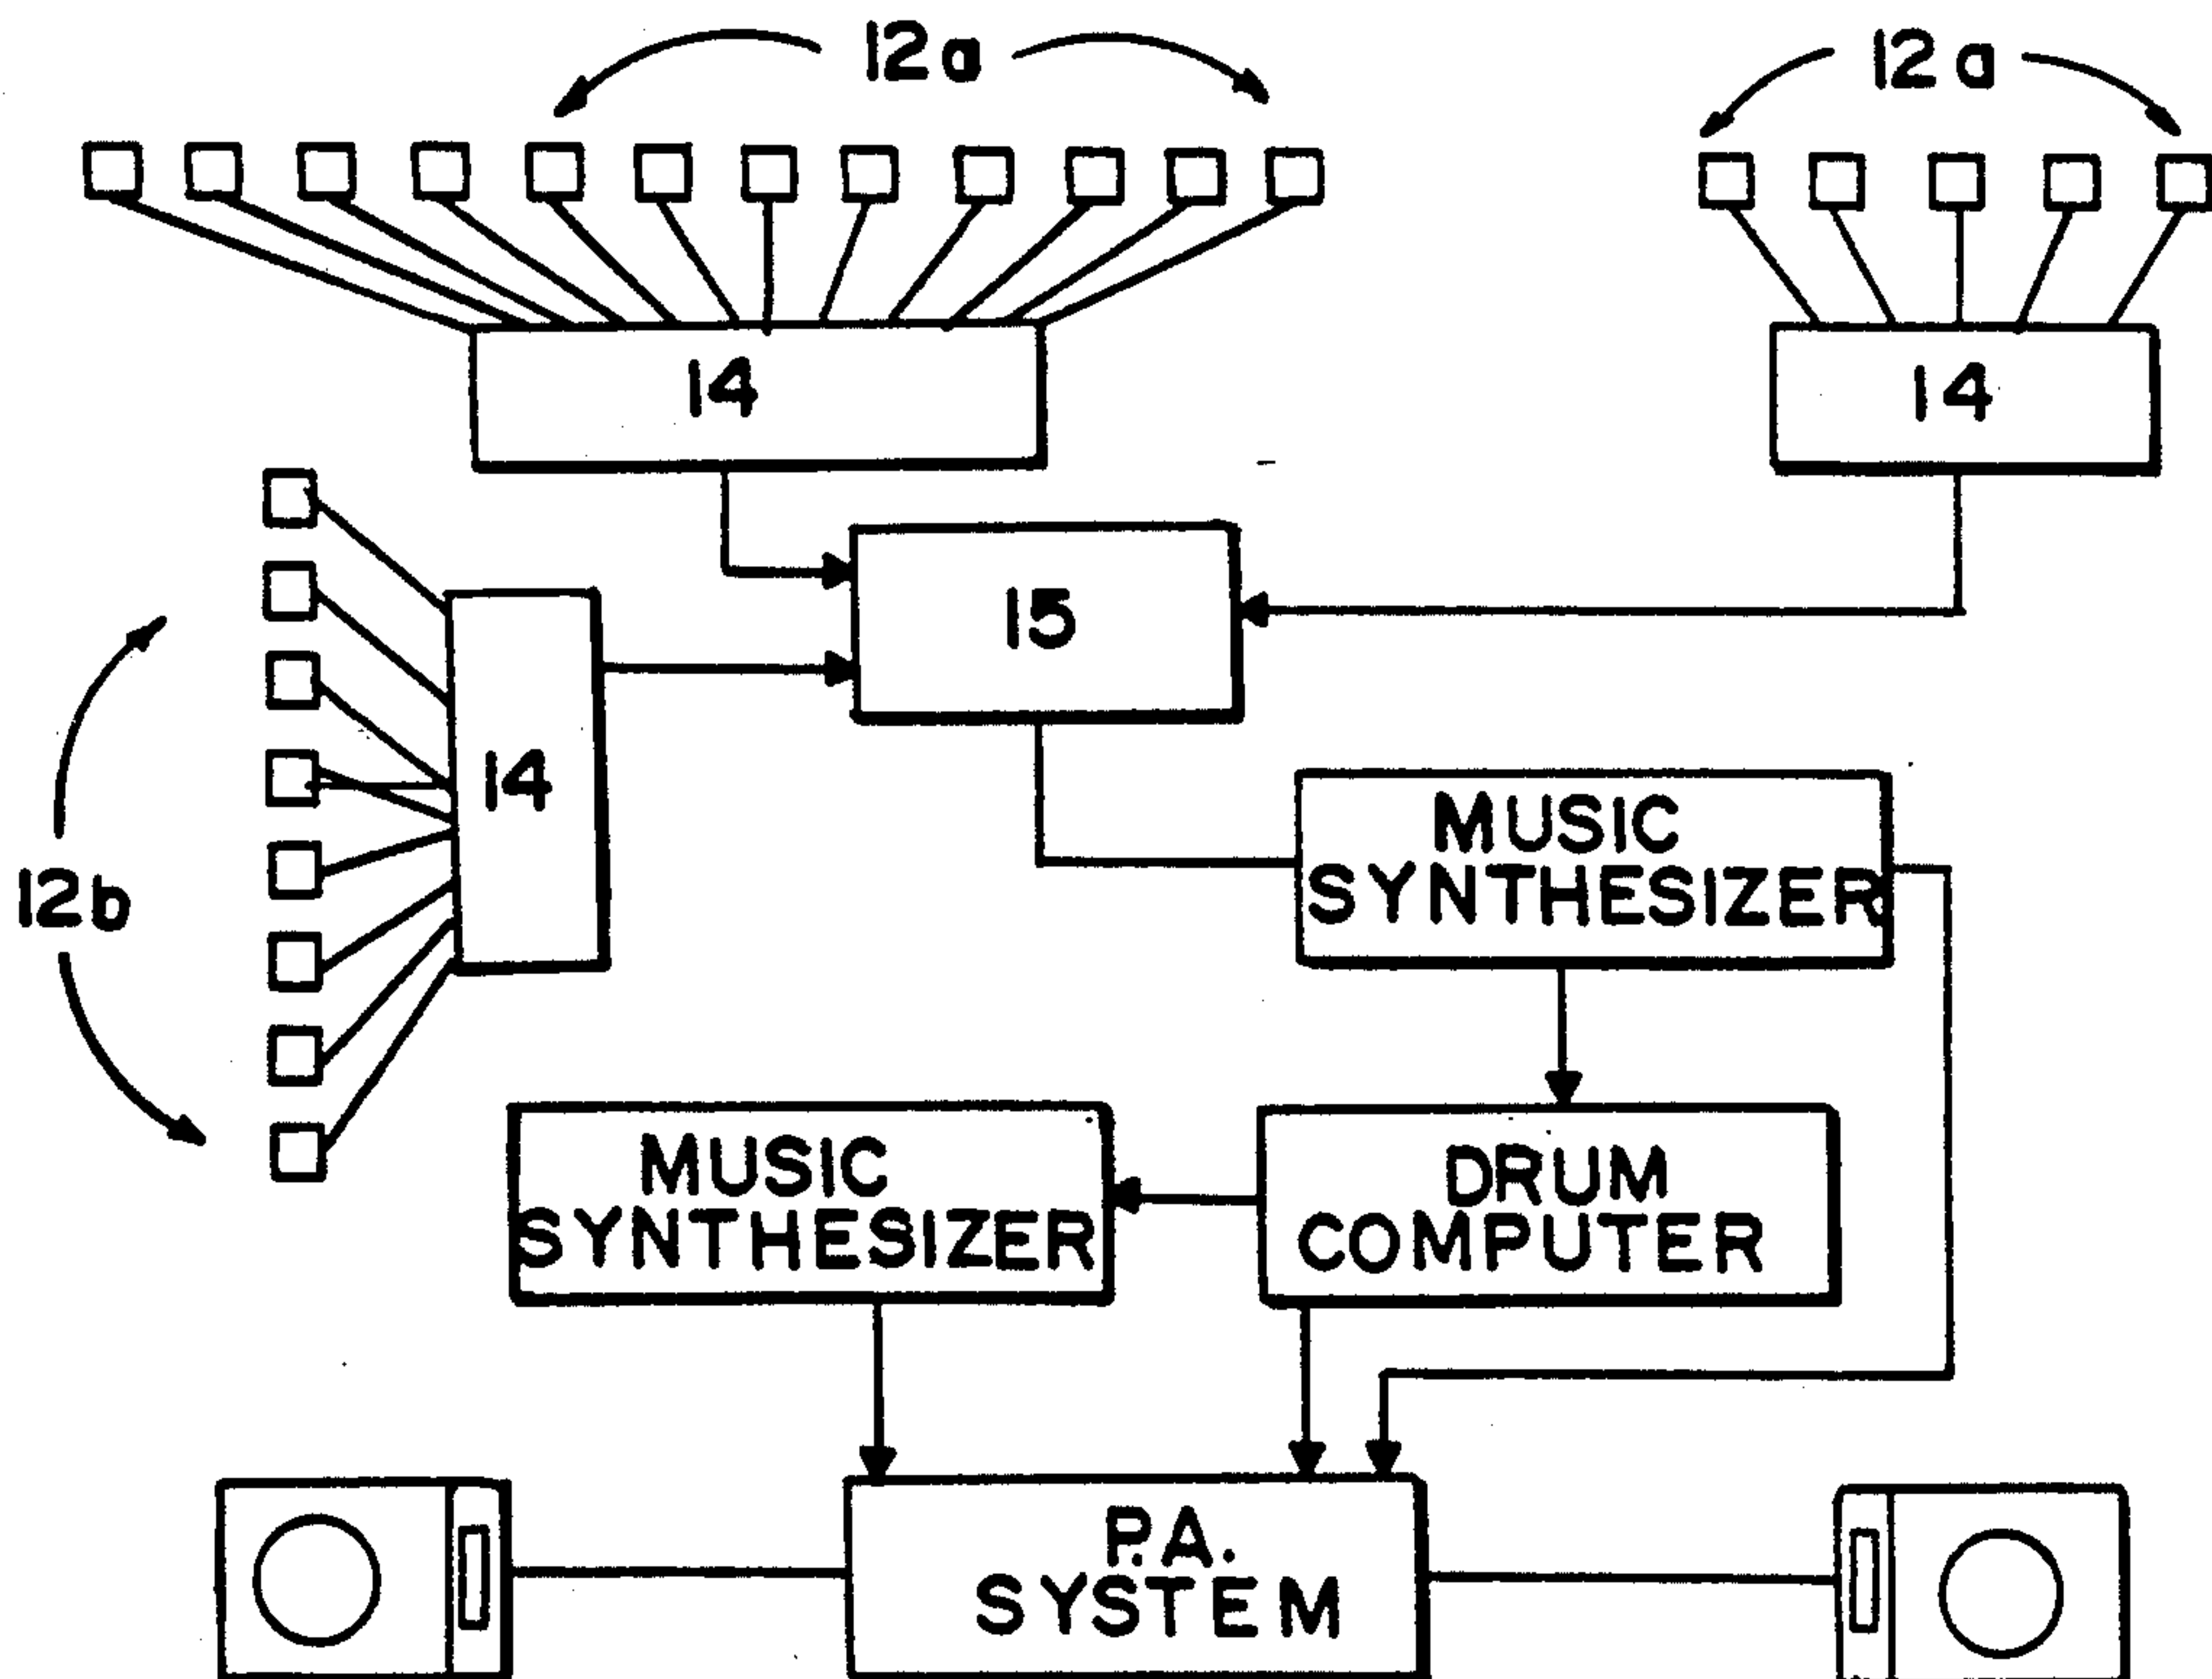 12a
12a
14
14
15
14
12b
MUSIC
SYNTHESIZER
MUSIC
SYNTHESIZER
DRUM
COMPUTER
P.A.
SYSTEM